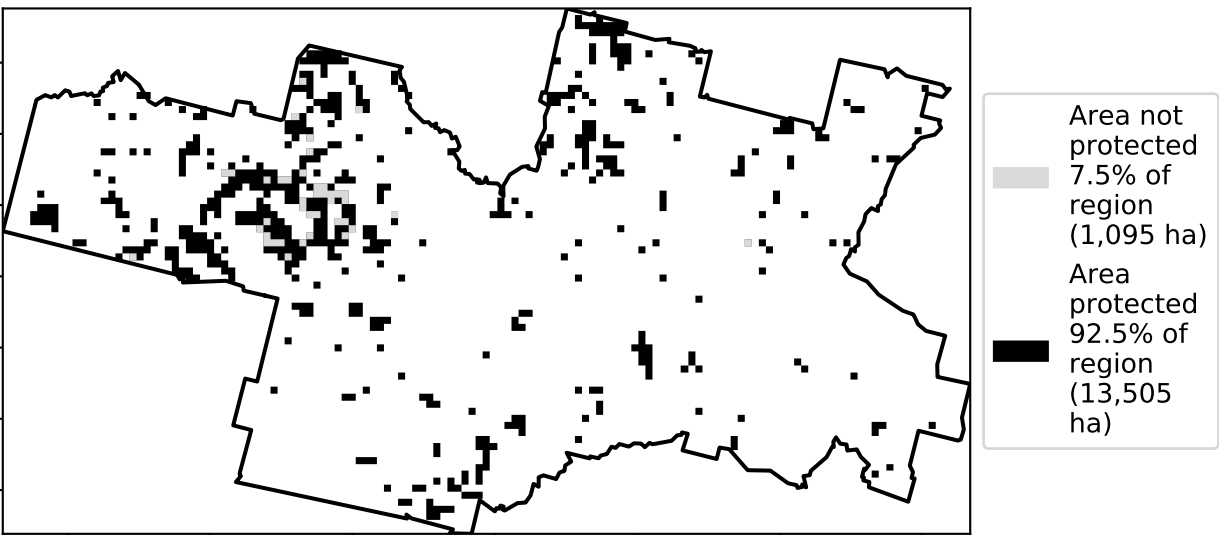 Area not
protected
7.5% of
region
(1,095 ha)
Area
protected
92.5% of
region
(13,505
ha)